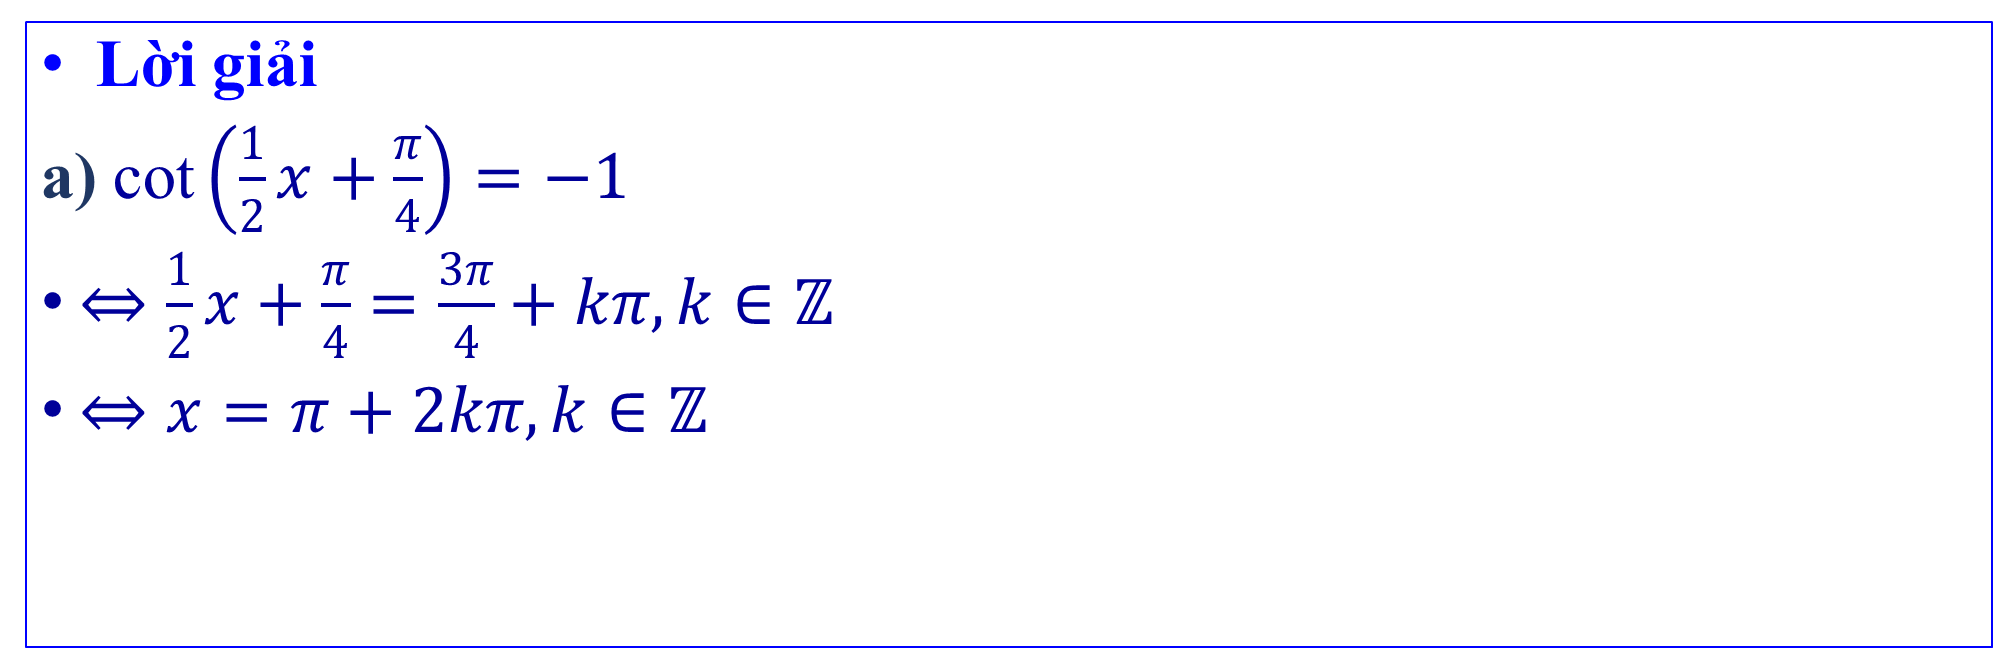 • Lời giải
a) cot(1/2 x + π/4) = −1
• ⇔ 1/2 x + π/4 = 3π/4 + kπ, k ∈ ℤ
• ⇔ x = π + 2kπ, k ∈ ℤ